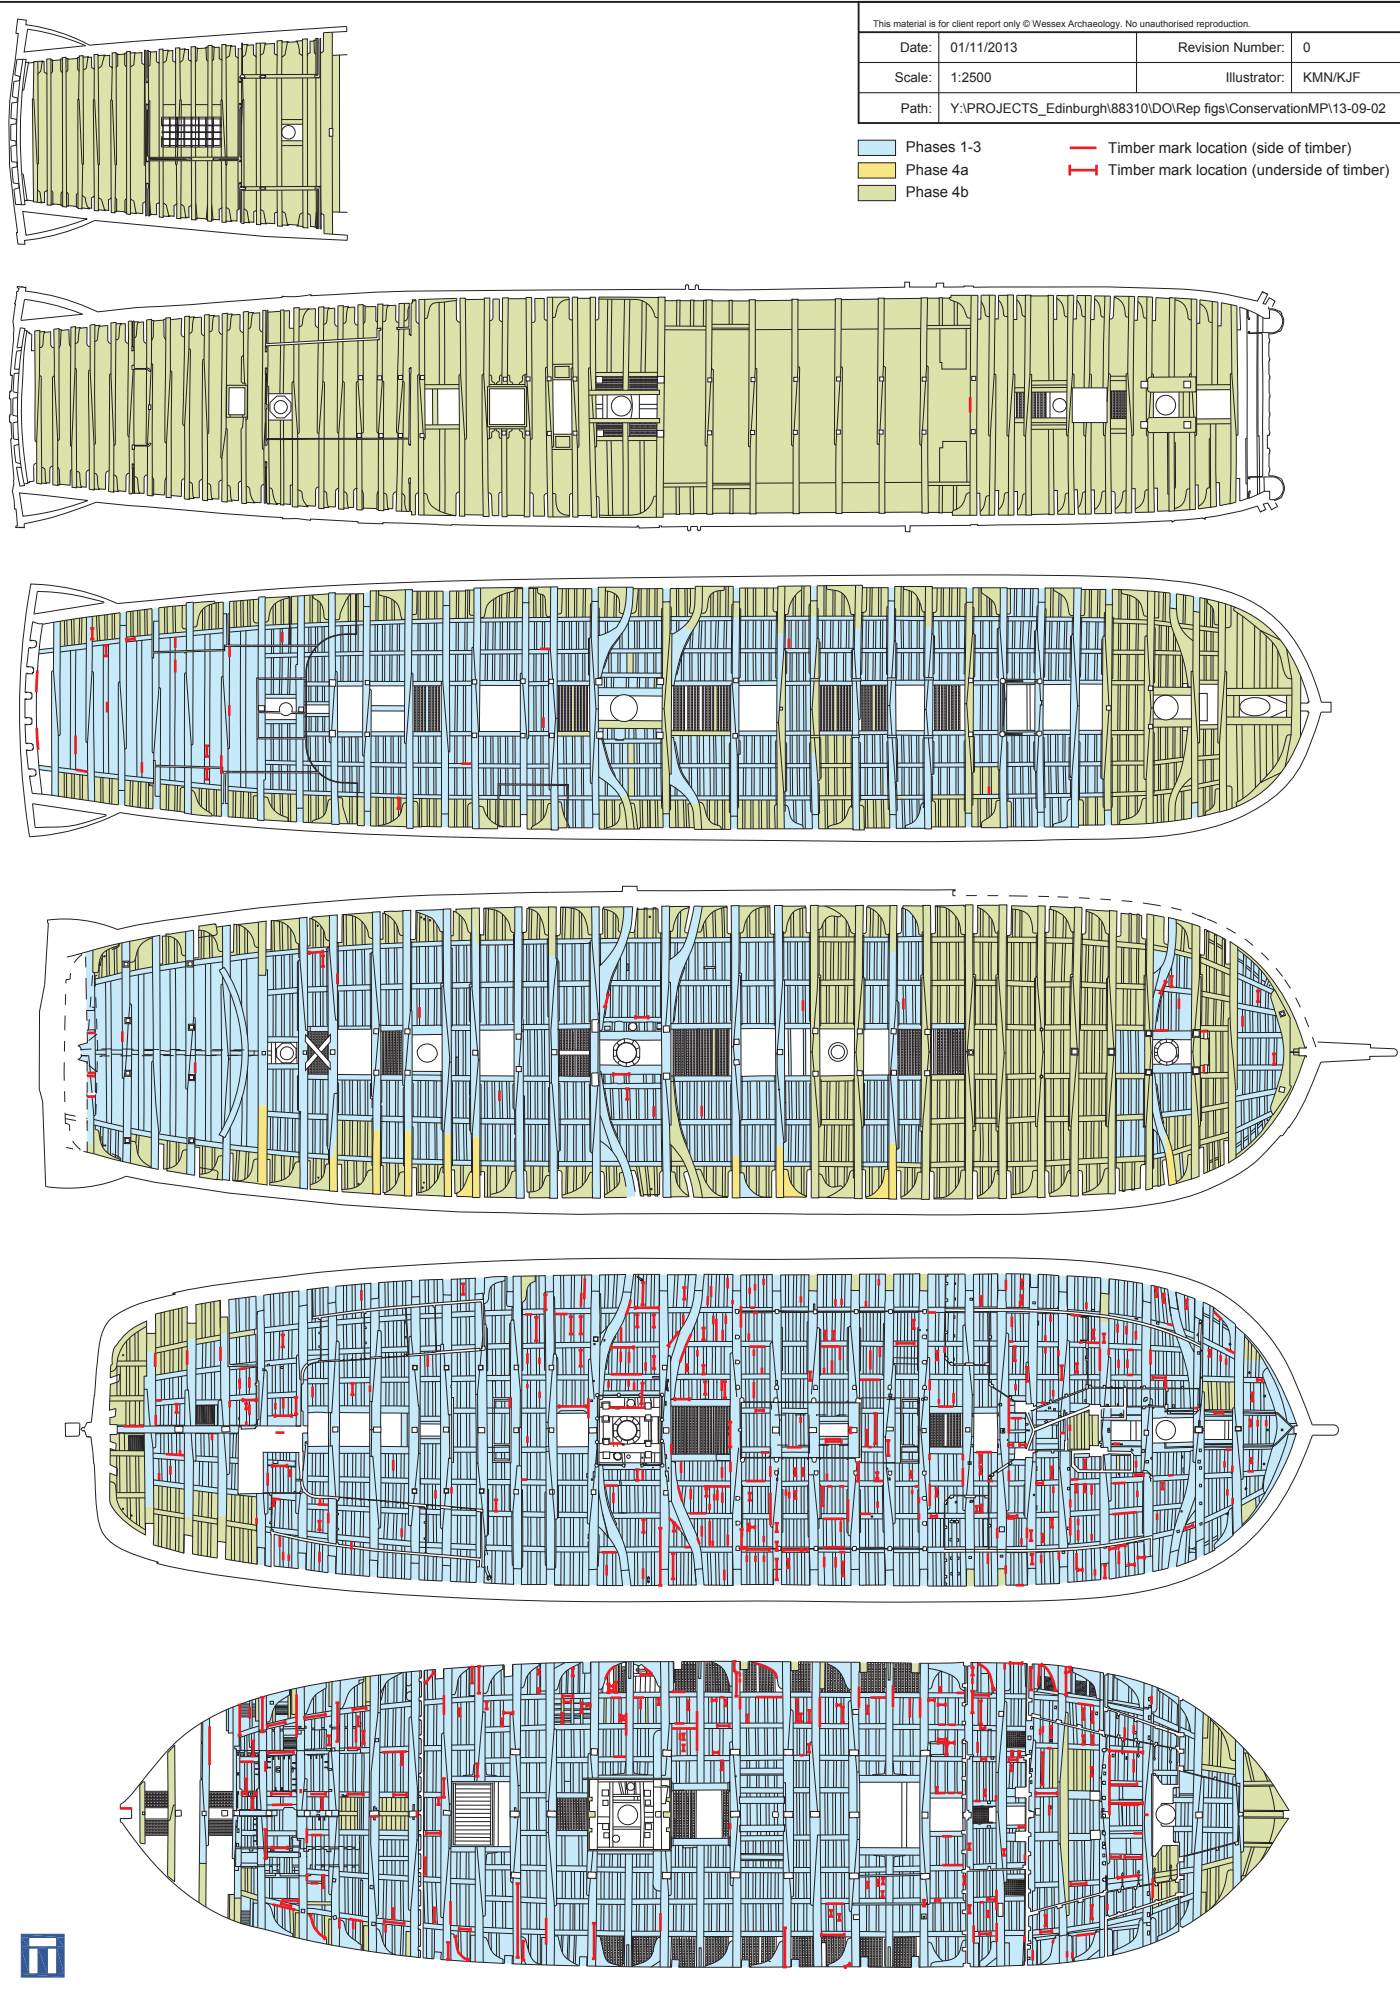 This material is for client report only © Wessex Archaeology. No unauthorised reproduction.
Date: 01/11/2013 Revision Number: 0
Scale: 1:2500 Illustrator: KMN/KJF
Path: Y:\PROJECTS_Edinburgh\88310\DO\Rep figs\ConservationMP\13-09-02
Phases 1-3
Phase 4a
Phase 4b
Timber mark location (side of timber)
Timber mark location (underside of timber)